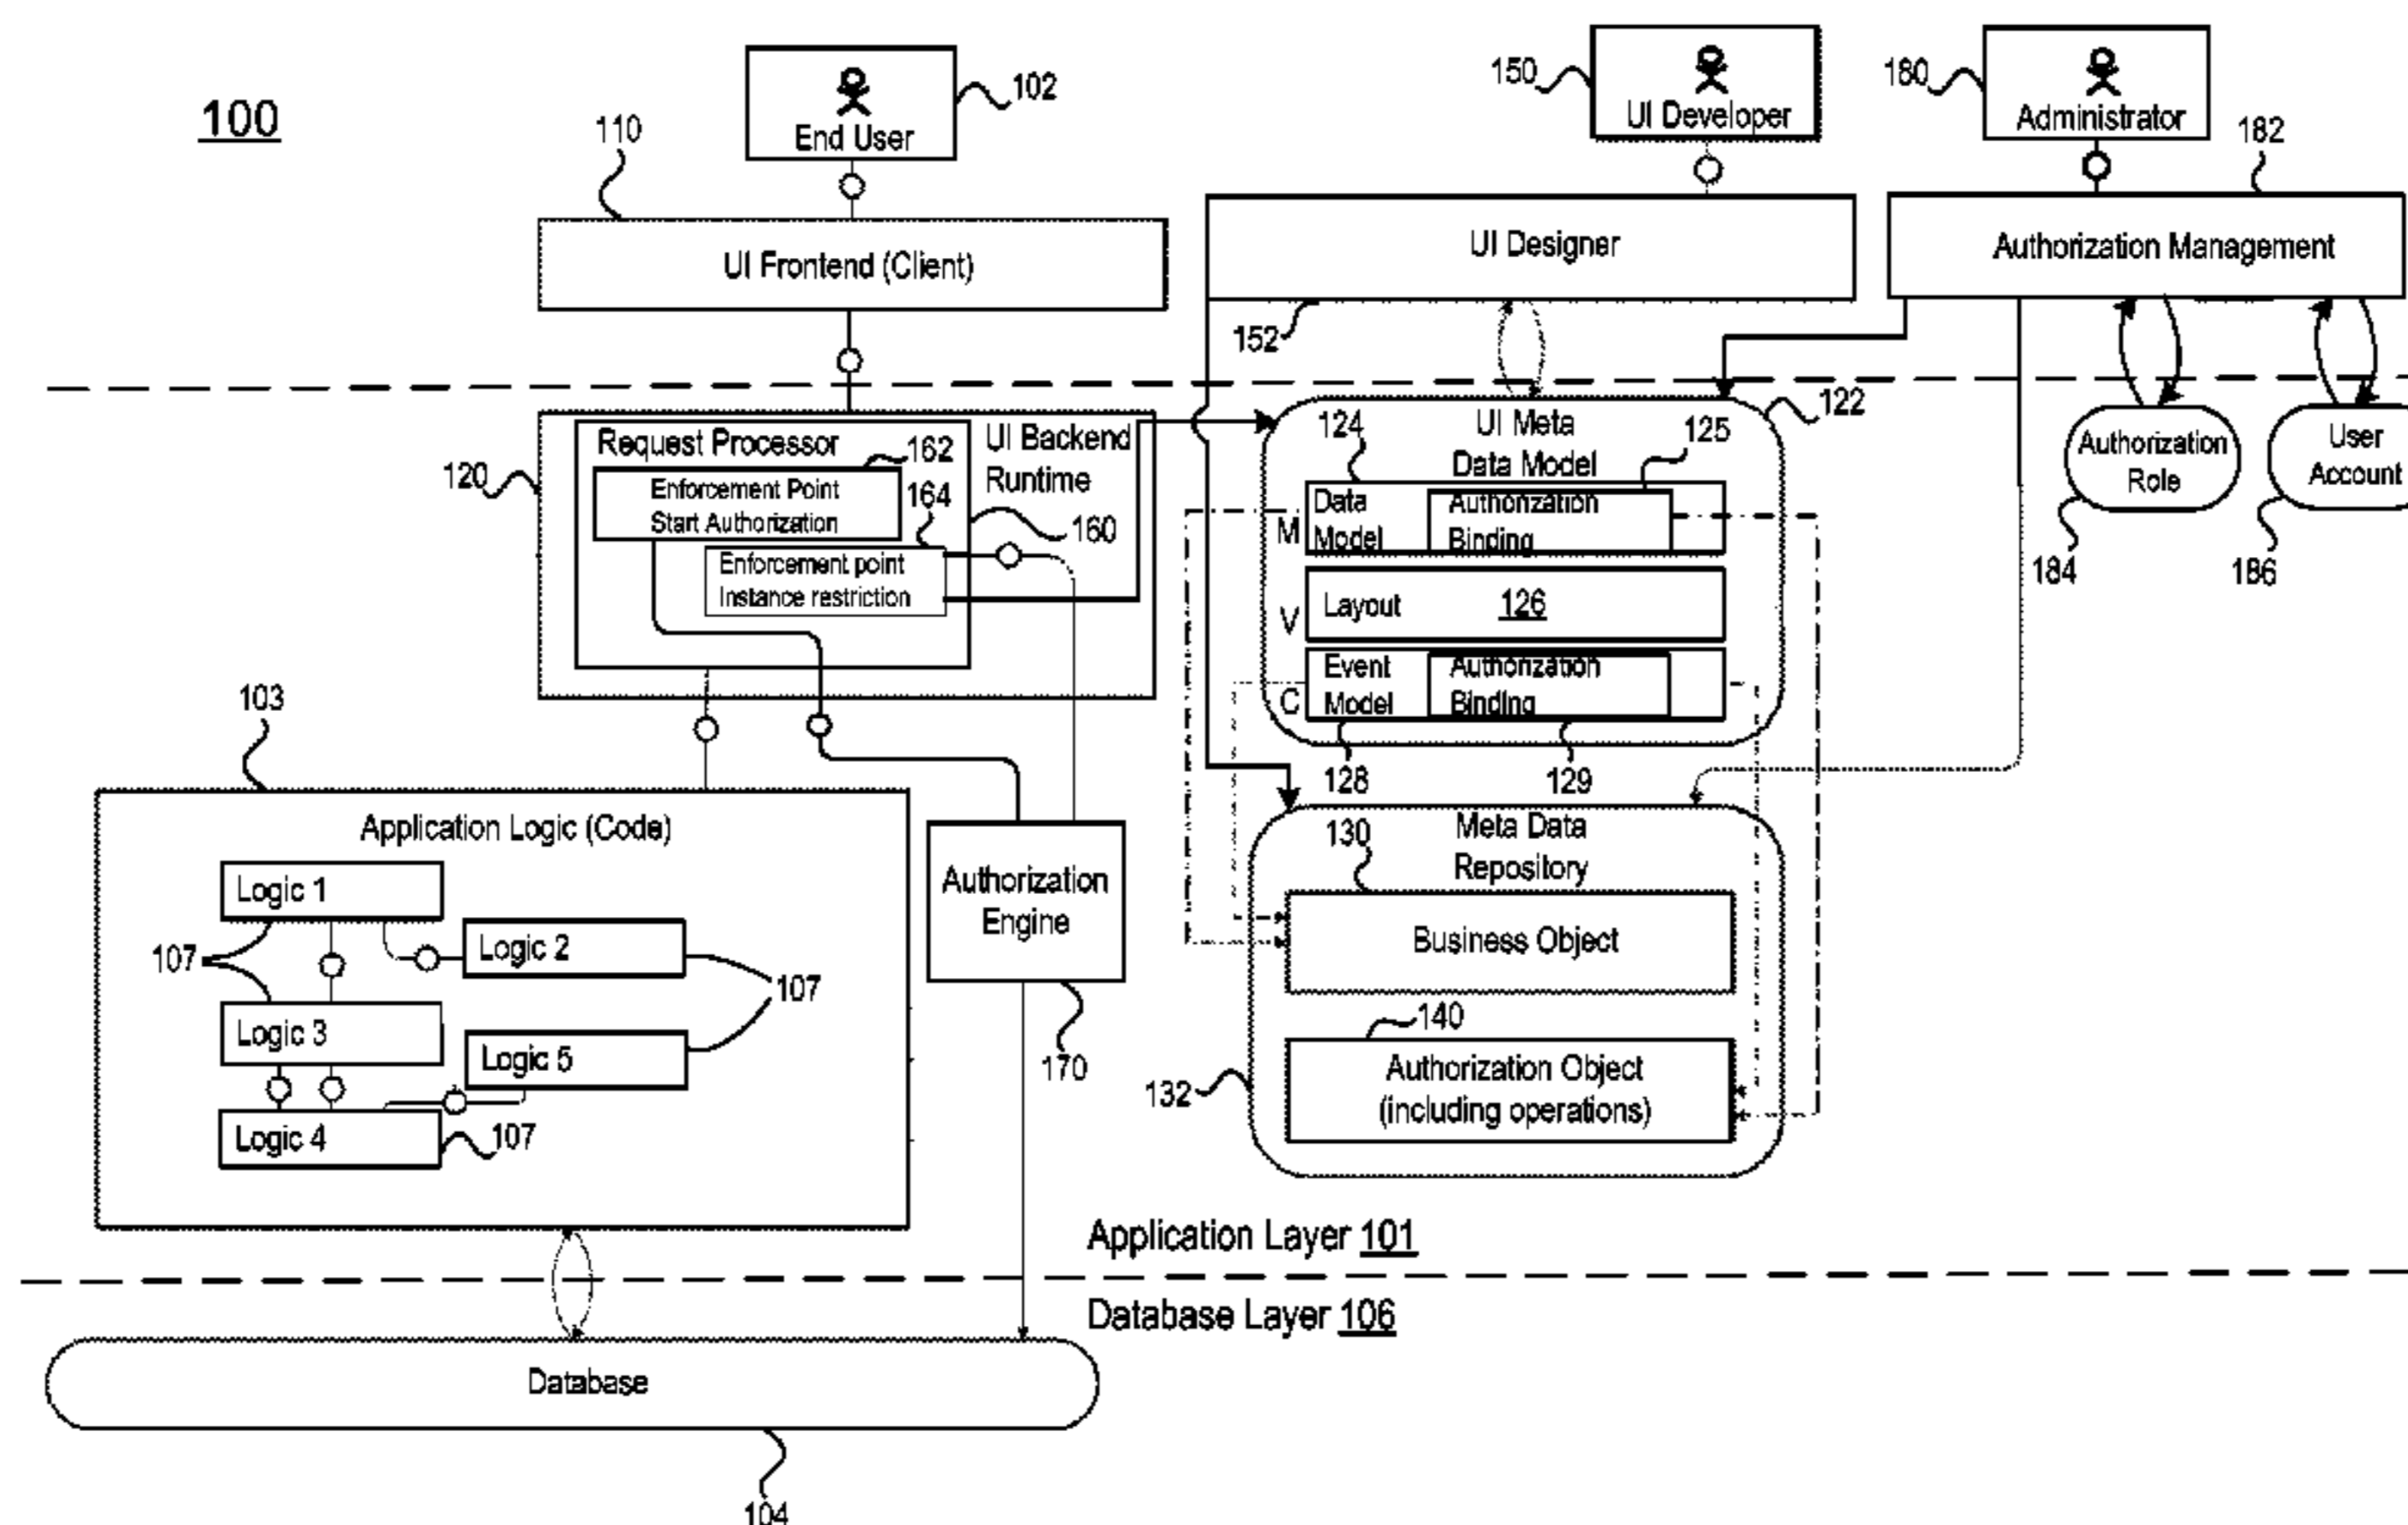 100
End User
102
110
UI Frontend (Client)
150
UI Developer
UI Designer
152
180
Administrator
182
Authorization Management
Authorization
Role
184
User
Account
186
120
Request Processor
162
Enforcement Point
Start Authorization
164
Enforcement point
Instance restriction
UI Backend
Runtime
160
122
UI Meta
Data Model
124
125
M
Data
Model
Authorization
Binding
V
Layout
126
C
Event
Model
Authorization
Binding
128
129
103
Application Logic (Code)
Logic 1
107
Logic 2
107
Logic 3
Logic 5
Logic 4
107
Authorization
Engine
170
Meta Data
Repository
130
Business Object
140
Authorization Object
(including operations)
132
Application Layer 101
Database Layer 106
Database
104